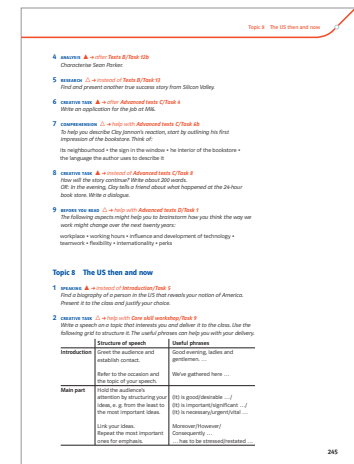 Topic 8 The US then and now
4 ANALYSIS ▲ → after Texts B/Task 12b
Characterise Sean Parker.
5 RESEARCH △ → instead of Texts B/Task 13
Find and present another true success story from Silicon Valley.
6 CREATIVE TASK ▲ → after Advanced texts C/Task 4
Write an application for the job at M&L.
7 COMPREHENSION △ → help with Advanced texts C/Task 6b
To help you describe Clay Jannon's reaction, start by outlining his first
impression of the bookstore. Think of:
its neighbourhood • the sign in the window • he interior of the bookstore •
the language the author uses to describe it
8 CREATIVE TASK ▲ → instead of Advanced texts C/Task 9
How will the story continue? Write about 200 words.
OR: In the evening, Clay tells a friend about what happened at the 24-hour
book store. Write a dialogue.
9 BEFORE YOU READ △ → help with Advanced texts D/Task 1
The following aspects might help you to brainstorm how you think the way we
work might change over the next twenty years:
workplace • working hours • influence and development of technology •
teamwork • flexibility • internationality • perks
Topic 8 The US then and now
1 SPEAKING ▲ → instead of Introduction/Task 5
Find a biography of a person in the US that reveals your notion of America.
Present it to the class and justify your choice.
2 CREATIVE TASK △ → help with Core skill workshop/Task 9
Write a speech on a topic that interests you and deliver it to the class. Use the
following grid to structure it. The useful phrases can help you with your delivery.
Structure of speech Useful phrases
Introduction Greet the audience and Good evening, ladies and
establish contact. gentlemen. …
Refer to the occasion and We've gathered here …
the topic of your speech.
Main part Hold the audience's
attention by structuring your (It) is good/desirable …/
ideas, e. g. from the least to (It) is important/significant …/
the most important ideas. (It) is necessary/urgent/vital …
Link your ideas. Moreover/However/
Repeat the most important Consequently …
ones for emphasis. … has to be stressed/restated …
245